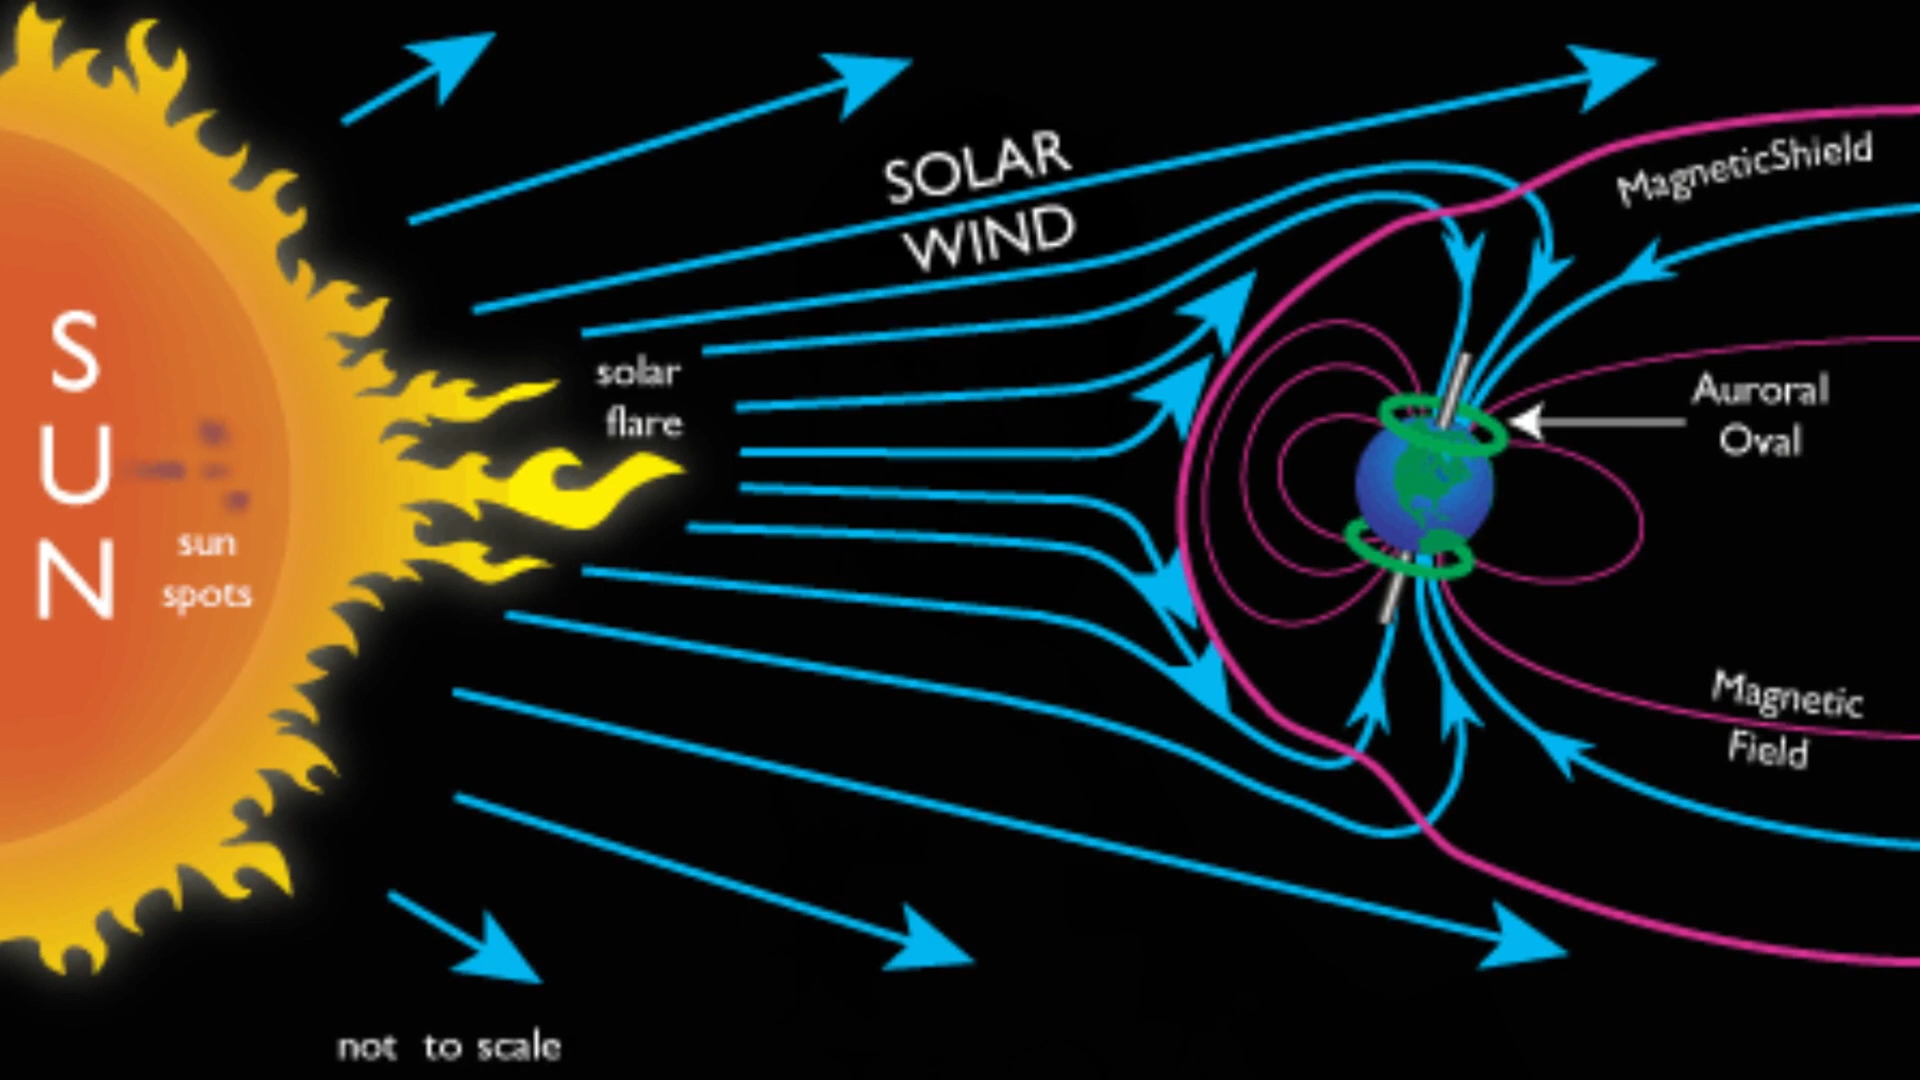 SUN
sun
spots
solar
flare
SOLAR
WIND
MagneticShield
Auroral
Oval
Magnetic
Field
not to scale